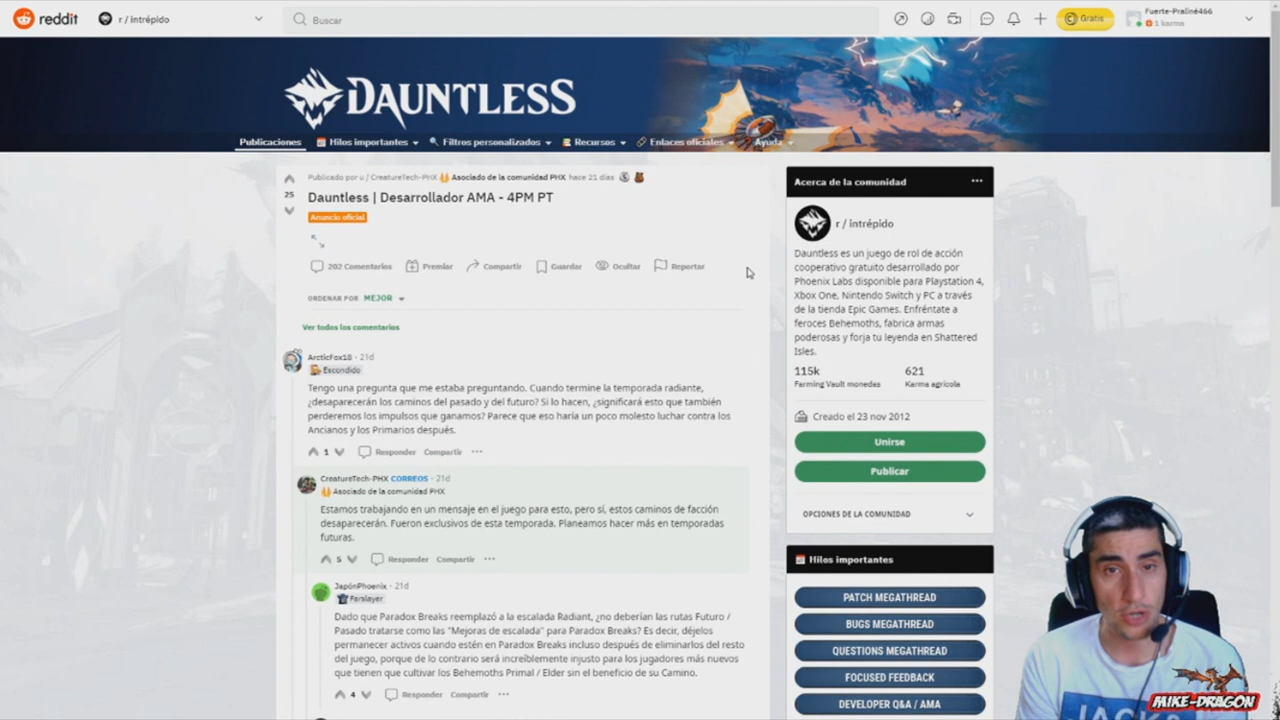 reddit
r / intrépido
Buscar
Gratis
Fuerte-Praliné466
1 karma
DAUNTLESS
Publicaciones
Hilos importantes
Filtros personalizados
Recursos
Enlaces oficiales
Ayuda
25
Publicado por u / CreatureTech-PHX Asociado de la comunidad PHX hace 21 dias
Dauntless | Desarrollador AMA - 4PM PT
Anuncio oficial
202 Comentarios
Premiar
Compartir
Guardar
Ocultar
Reportar
ORDENAR POR MEJOR
Ver todos los comentarios
ArcticFox18 · 21d
Escondido
Tengo una pregunta que me estaba preguntando. Cuando termine la temporada radiante,
¿desaparecerán los caminos del pasado y del futuro? Si lo hacen, ¿significará esto que también
perderemos los impulsos que ganamos? Parece que eso haría un poco molesto luchar contra los
Ancianos y los Primarios después.
1 Responder Compartir
CreatureTech-PHX CORREOS · 21d
Asociado de la comunidad PHX
Estamos trabajando en un mensaje en el juego para esto, pero sí, estos caminos de facción
desaparecerán. Fueron exclusivos de esta temporada. Planeamos hacer más en temporadas
futuras.
5 Responder Compartir
JapónPhoenix · 21d
Farslayer
Dado que Paradox Breaks reemplazó a la escalada Radiant, ¿no deberían las rutas Futuro /
Pasado tratarse como las "Mejoras de escalada" para Paradox Breaks? Es decir, déjelos
permanecer activos cuando estén en Paradox Breaks incluso después de eliminarlos del resto
del juego, porque de lo contrario será increíblemente injusto para los jugadores más nuevos
que tienen que cultivar los Behemoths Primal / Elder sin el beneficio de su Camino.
4 Responder Compartir
Acerca de la comunidad
r / intrépido
Dauntless es un juego de rol de acción
cooperativo gratuito desarrollado por
Phoenix Labs disponible para Playstation 4,
Xbox One, Nintendo Switch y PC a través
de la tienda Epic Games. Enfréntate a
feroces Behemoths, fabrica armas
poderosas y forja tu leyenda en Shattered
Isles.
115k 621
Farming Vault monedas Karma agrícola
Creado el 23 nov 2012
Unirse
Publicar
OPCIONES DE LA COMUNIDAD
Hilos importantes
PATCH MEGATHREAD
BUGS MEGATHREAD
QUESTIONS MEGATHREAD
FOCUSED FEEDBACK
DEVELOPER Q&A / AMA
MIKE-DRAGON